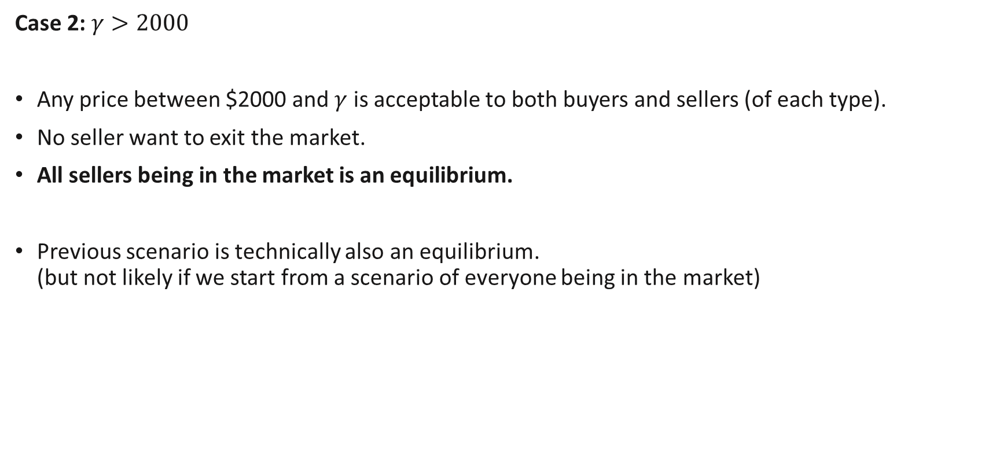 Case 2: γ > 2000
• Any price between $2000 and γ is acceptable to both buyers and sellers (of each type).
• No seller want to exit the market.
• All sellers being in the market is an equilibrium.
• Previous scenario is technically also an equilibrium.
(but not likely if we start from a scenario of everyone being in the market)